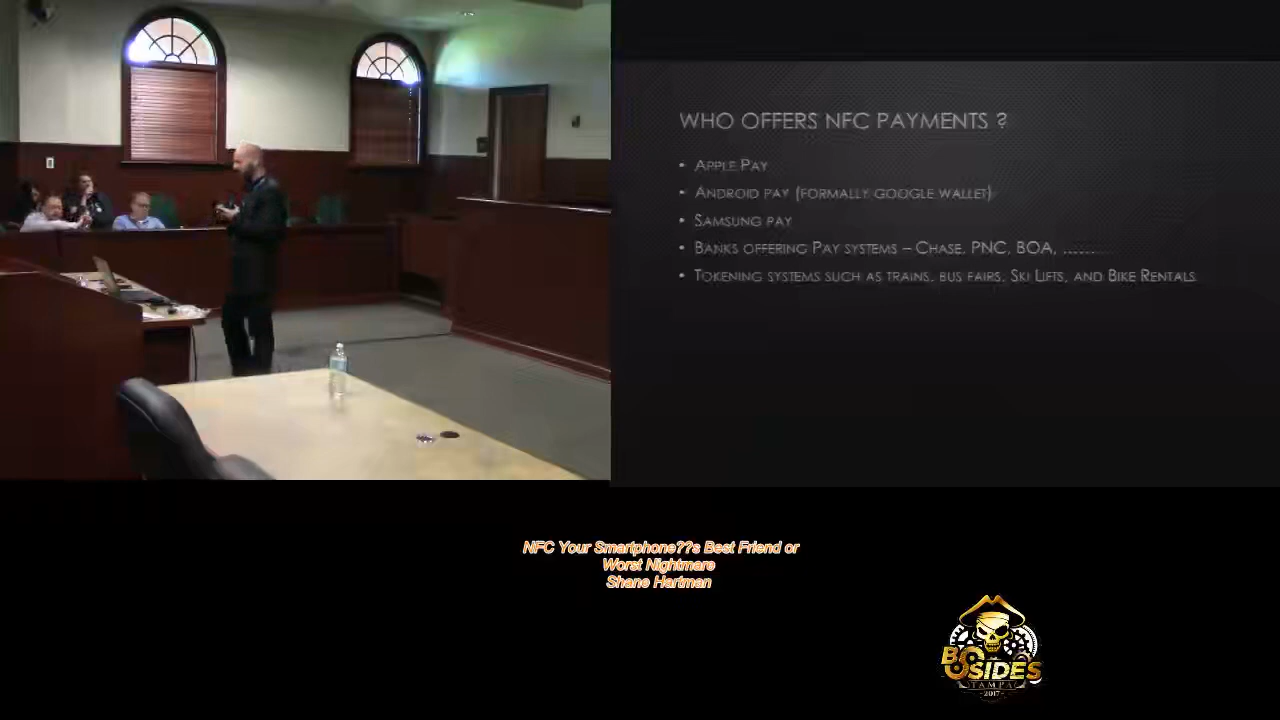 WHO OFFERS NFC PAYMENTS ?
• APPLE PAY
• ANDROID PAY (FORMALLY GOOGLE WALLET)
• SAMSUNG PAY
• BANKS OFFERING PAY SYSTEMS – CHASE, PNC, BOA, ......
• TOKENING SYSTEMS SUCH AS TRAINS, BUS FAIRS, SKI LIFTS, AND BIKE RENTALS
NFC Your Smartphone??s Best Friend or
Worst Nightmare
Shane Hartman
BSIDES
TAMPA
-2017-